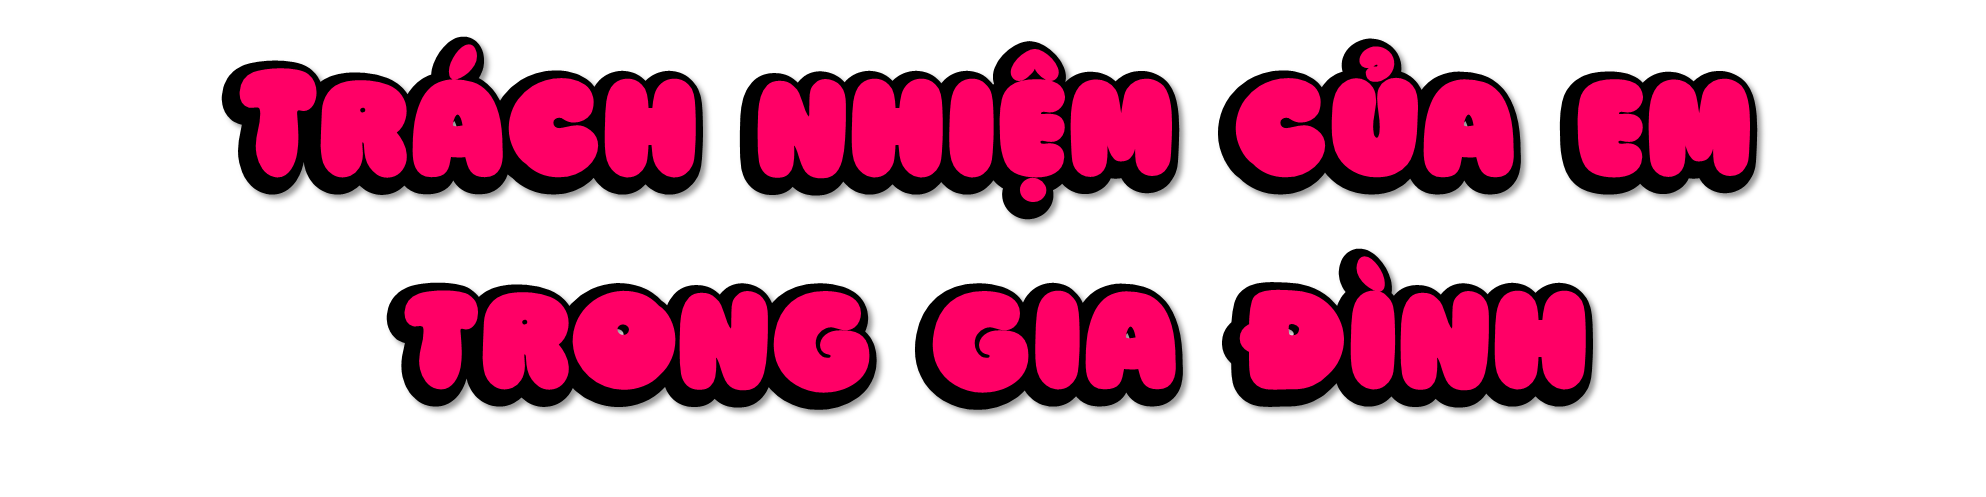 TRÁCH NHIỆM CỦA EM
TRONG GIA ĐÌNH